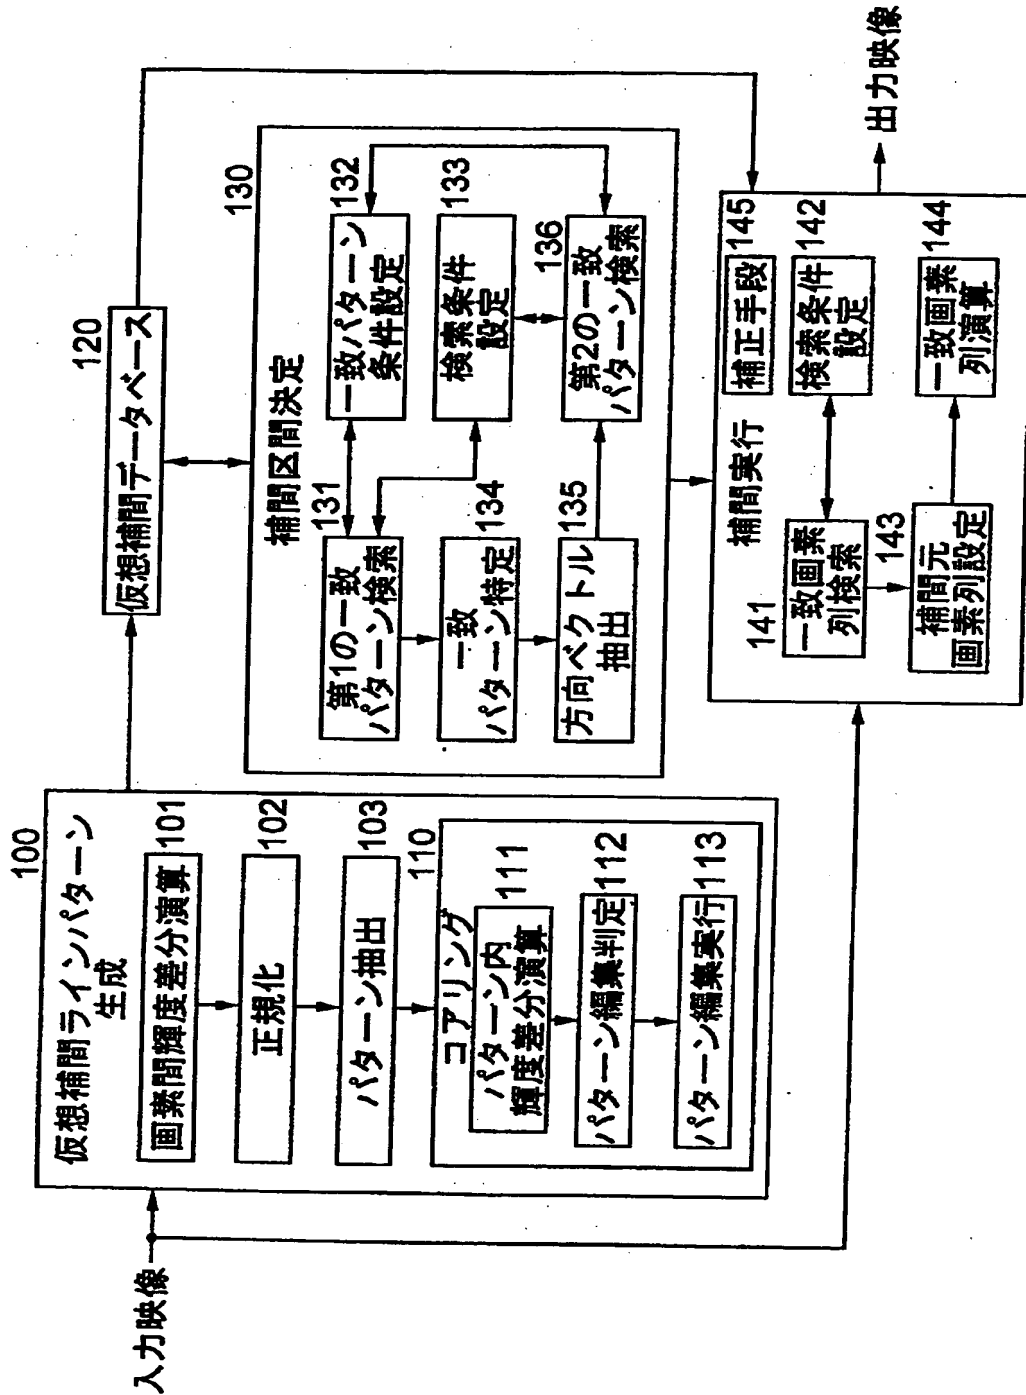 入力映像
100
仮想補間ラインパターン
生成
画素間輝度差分演算
101
正規化
102
パターン抽出
103
110
コアリング
パターン内
輝度差分演算
111
パターン編集判定
112
パターン編集実行
113
120
仮想補間データベース
130
補間区間決定
131
第1の一致
パターン検索
132
一致パターン
条件設定
133
検索条件
設定
134
一致
パターン特定
135
方向ベクトル
抽出
136
第2の一致
パターン検索
補間実行
141
一致画素
列検索
142
検索条件
設定
143
補間元
画素列設定
144
一致画素
列演算
145
補正手段
出力映像